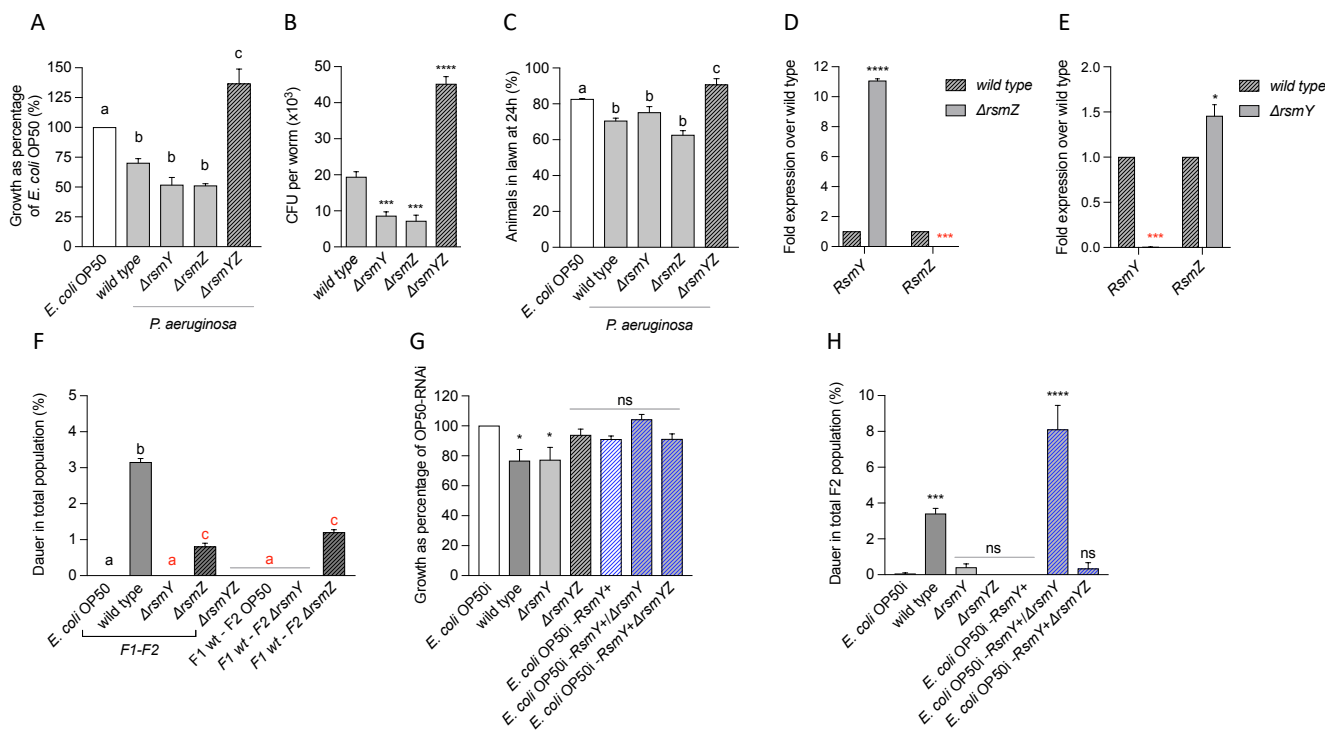 A
Growth as percentage
of E. coli OP50 (%)
150
125
100
75
50
25
0
a
b
b
b
c
E. coli OP50
wild type
ΔrsmY
ΔrsmZ
ΔrsmYZ
P. aeruginosa
B
CFU per worm (x10³)
50
40
30
20
10
0
***
***
****
wild type
ΔrsmY
ΔrsmZ
ΔrsmYZ
C
Animals in lawn at 24h (%)
100
80
60
40
20
0
a
b
b
b
c
E. coli OP50
wild type
ΔrsmY
ΔrsmZ
ΔrsmYZ
P. aeruginosa
D
Fold expression over wild type
12
10
8
6
4
2
0
****
***
RsmY
RsmZ
wild type
ΔrsmZ
E
Fold expression over wild type
2.0
1.5
1.0
0.5
0.0
***
*
RsmY
RsmZ
wild type
ΔrsmY
F
Dauer in total population (%)
5
4
3
2
1
0
a
b
a
c
a
c
E. coli OP50
wild type
ΔrsmY
ΔrsmZ
ΔrsmYZ
F1 wt - F2 OP50
F1 wt - F2 ΔrsmY
F1 wt - F2 ΔrsmZ
F1-F2
G
Growth as percentage of OP50-RNAi
120
100
80
60
40
20
0
*
*
ns
E. coli OP50i
wild type
ΔrsmY
ΔrsmYZ
E. coli OP50i -RsmY+
E. coli OP50i -RsmY+/ΔrsmY
E. coli OP50i -RsmY+ΔrsmYZ
H
Dauer in total F2 population (%)
10
8
6
4
2
0
***
ns
****
ns
E. coli OP50i
wild type
ΔrsmY
ΔrsmYZ
E. coli OP50i -RsmY+
E. coli OP50i -RsmY+/ΔrsmY
E. coli OP50i -RsmY+ΔrsmYZ